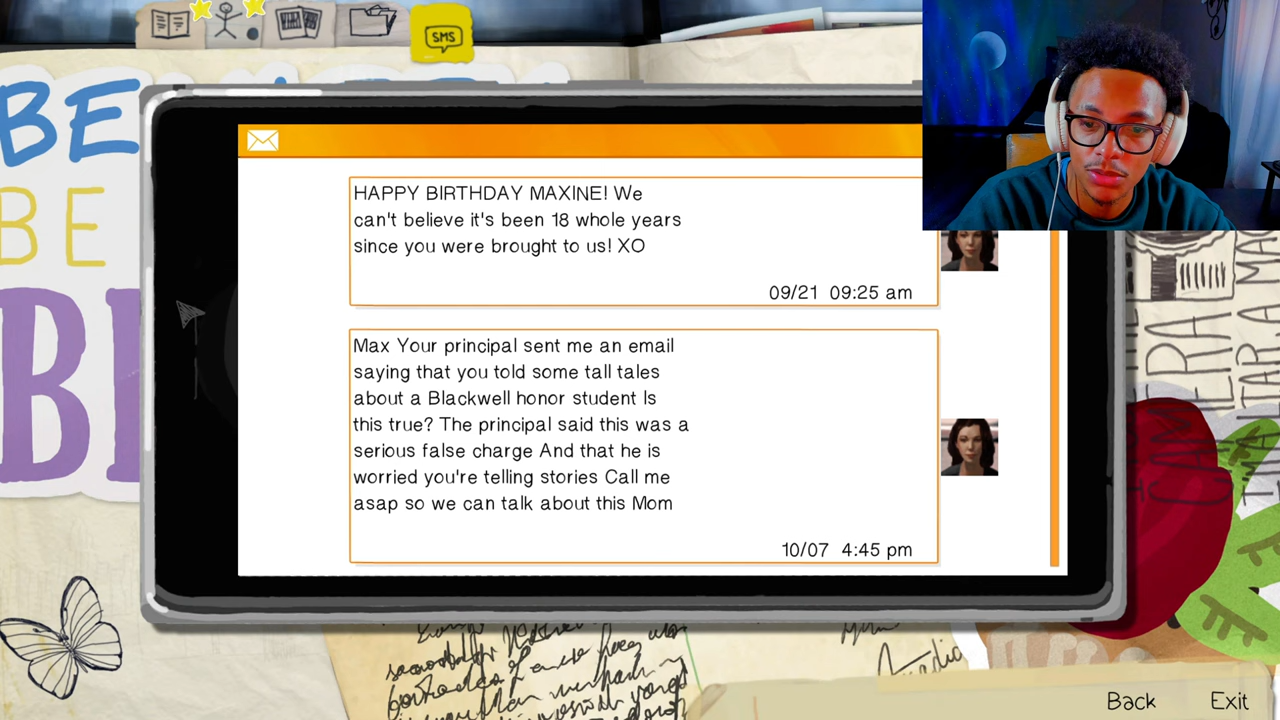 SMS
HAPPY BIRTHDAY MAXINE! We
can't believe it's been 18 whole years
since you were brought to us! XO
09/21 09:25 am
Max Your principal sent me an email
saying that you told some tall tales
about a Blackwell honor student Is
this true? The principal said this was a
serious false charge And that he is
worried you're telling stories Call me
asap so we can talk about this Mom
10/07 4:45 pm
BE
Back
Exit